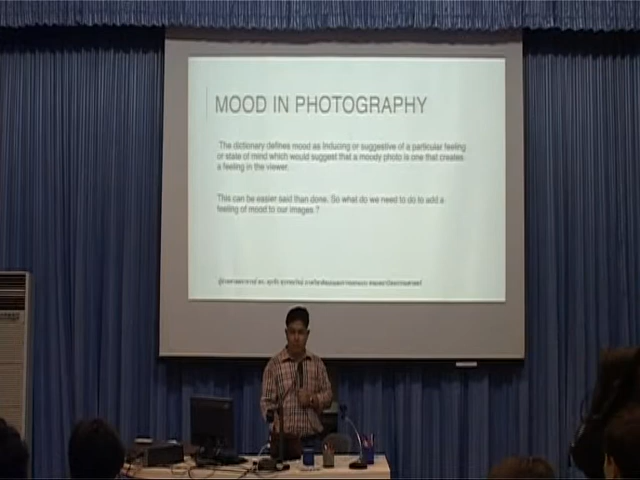 MOOD IN PHOTOGRAPHY
The dictionary defines mood as inducing or suggestive of a particular feeling
or state of mind which would suggest that a moody photo is one that creates
a feeling in the viewer.
This can be easier said than done. So what do we need to do to add a
feeling of mood to our images ?